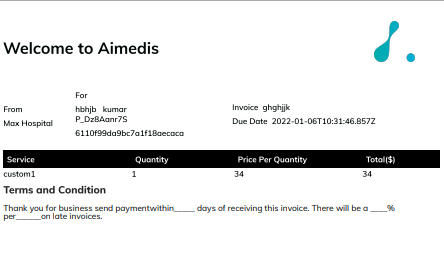 Welcome to Aimedis
For
From
hbhjb kumar
Invoice ghghjjk
Max Hospital
P_Dz8Aanr7S
Due Date 2022-01-06T10:31:46.857Z
6110f99da9bc7a1f18aecaca
Service Quantity Price Per Quantity Total($)
custom1 1 34 34
Terms and Condition
Thank you for business send paymentwithin_____ days of receiving this invoice. There will be a ____%
per______on late invoices.